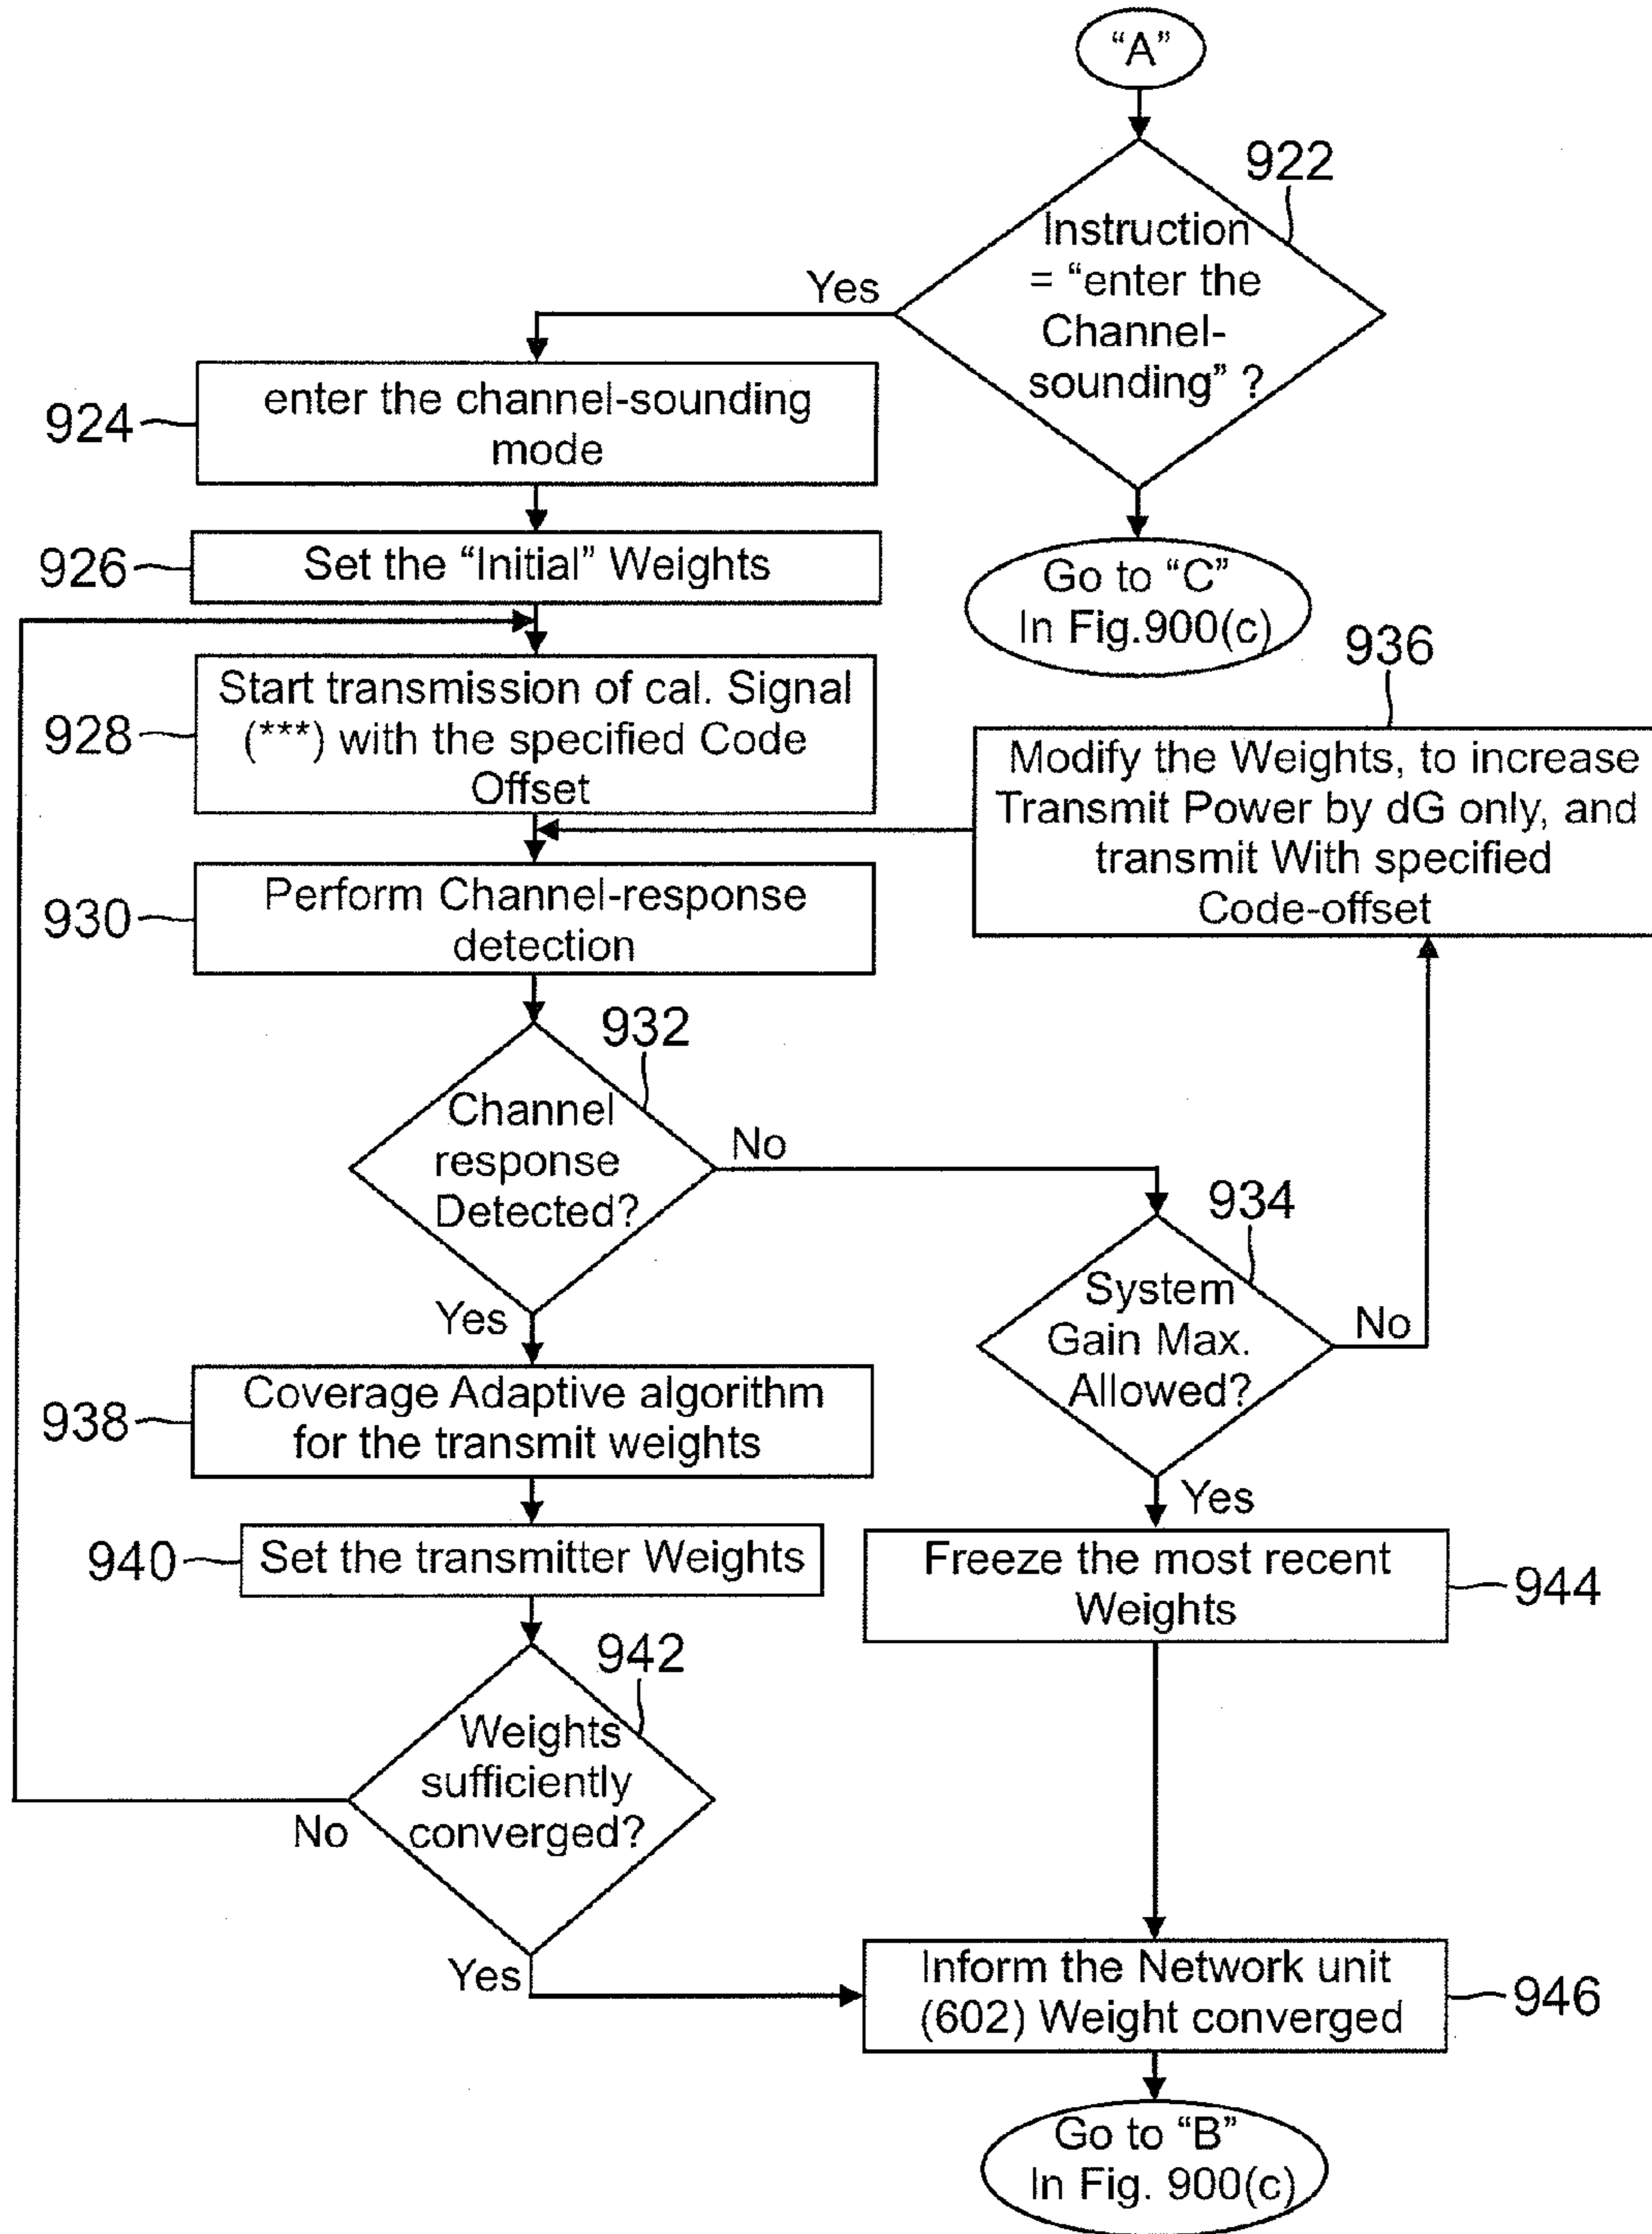 “A”
922
Instruction
= “enter the
Channel-
sounding” ?
Yes
924
enter the channel-sounding
mode
926
Set the “Initial” Weights
Go to “C”
In Fig.900(c)
928
Start transmission of cal. Signal
(***) with the specified Code
Offset
936
Modify the Weights, to increase
Transmit Power by dG only, and
transmit With specified
Code-offset
930
Perform Channel-response
detection
932
Channel
response
Detected?
No
Yes
934
System
Gain Max.
Allowed?
No
Yes
938
Coverage Adaptive algorithm
for the transmit weights
940
Set the transmitter Weights
Freeze the most recent
Weights
944
942
Weights
sufficiently
converged?
No
Yes
Inform the Network unit
(602) Weight converged
946
Go to “B”
In Fig. 900(c)